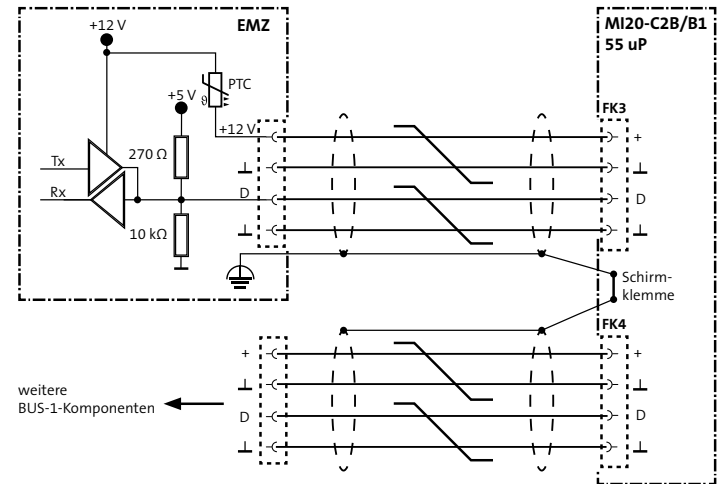 +12 V
EMZ
MI20-C2B/B1
55 uP
PTC
ϑ
+5 V
FK3
+12 V
+
Tx
270 Ω
⊥
⊥
Rx
D
D
10 kΩ
⊥
⊥
Schirm-
klemme
FK4
+
+
⊥
⊥
weitere
BUS-1-Komponenten
D
D
⊥
⊥